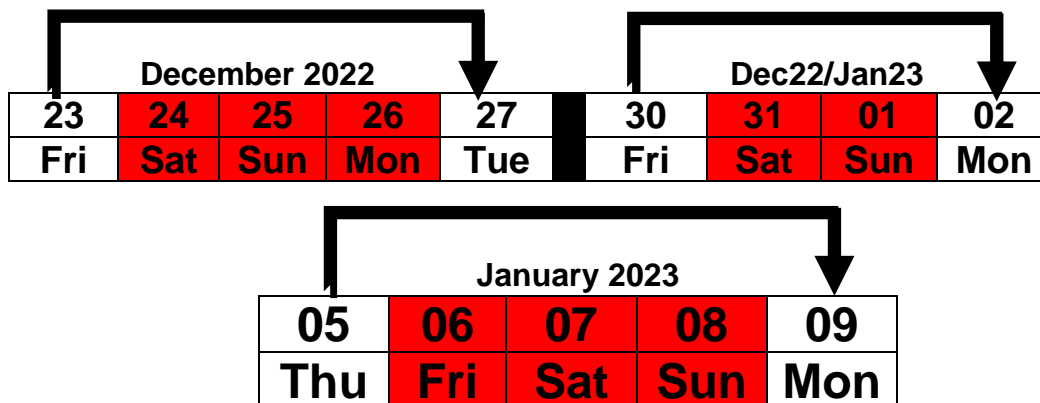 December 2022 Dec22/Jan23
23 24 25 26 27 30 31 01 02
Fri Sat Sun Mon Tue Fri Sat Sun Mon
January 2023
05 06 07 08 09
Thu Fri Sat Sun Mon